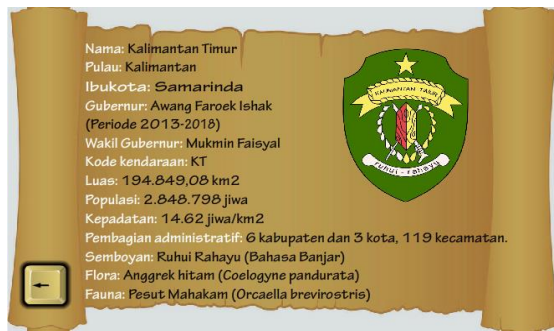 Nama: Kalimantan Timur
Pulau: Kalimantan
Ibukota: Samarinda
Gubernur: Awang Faroek Ishak
(Periode 2013-2018)
Wakil Gubernur: Mukmin Faisyal
Kode kendaraan: KT
Luas: 194.849,08 km2
Populasi: 2.848.798 jiwa
Kepadatan: 14.62 jiwa/km2
Pembagian administratif: 6 kabupaten dan 3 kota, 119 kecamatan.
Semboyan: Ruhui Rahayu (Bahasa Banjar)
Flora: Anggrek hitam (Coelogyne pandurata)
Fauna: Pesut Mahakam (Orcaella brevirostris)
KALIMANTAN TIMUR
ruhui - rahayu